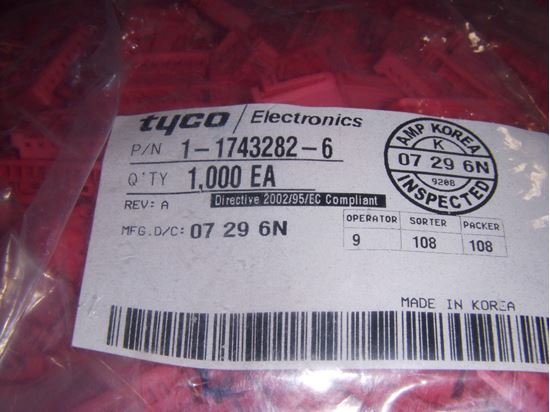 tyco / Electronics
P/N 1-1743282-6
Q'TY 1,000 EA
REV: A Directive 2002/95/EC Compliant
MFG.D/C: 07 29 6N
AMP KOREA
K
07 29 6N
9208
INSPECTED
OPERATOR SORTER PACKER
9 108 108
MADE IN KOREA